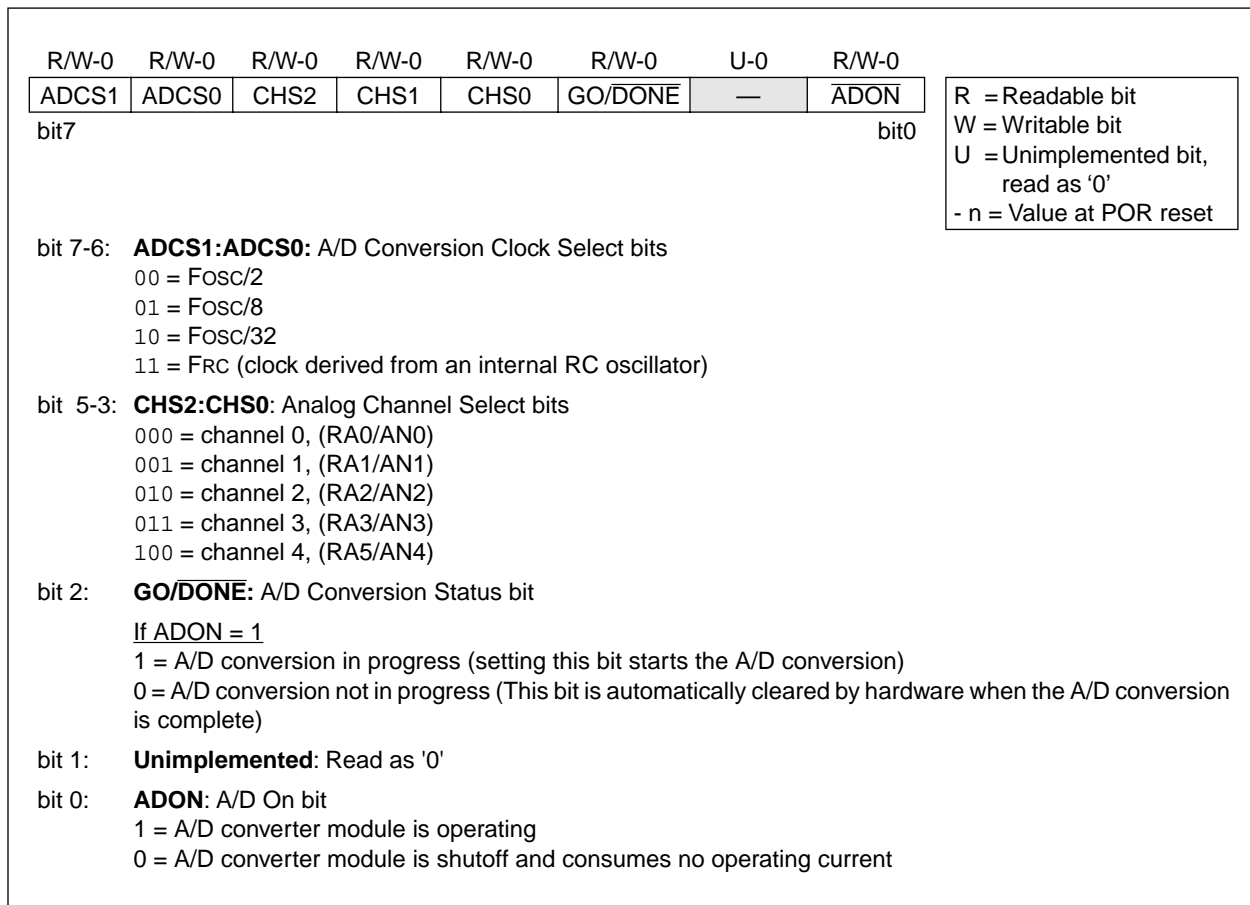 R/W-0 R/W-0 R/W-0 R/W-0 R/W-0 R/W-0 U-0 R/W-0
ADCS1 ADCS0 CHS2 CHS1 CHS0 GO/D̅O̅N̅E̅ — A̅D̅O̅N̅
bit7 bit0
R = Readable bit
W = Writable bit
U = Unimplemented bit,
read as ‘0’
- n = Value at POR reset
bit 7-6: ADCS1:ADCS0: A/D Conversion Clock Select bits
00 = FOSC/2
01 = FOSC/8
10 = FOSC/32
11 = FRC (clock derived from an internal RC oscillator)
bit 5-3: CHS2:CHS0: Analog Channel Select bits
000 = channel 0, (RA0/AN0)
001 = channel 1, (RA1/AN1)
010 = channel 2, (RA2/AN2)
011 = channel 3, (RA3/AN3)
100 = channel 4, (RA5/AN4)
bit 2: GO/D̅O̅N̅E̅: A/D Conversion Status bit
If ADON = 1
1 = A/D conversion in progress (setting this bit starts the A/D conversion)
0 = A/D conversion not in progress (This bit is automatically cleared by hardware when the A/D conversion
is complete)
bit 1: Unimplemented: Read as '0'
bit 0: ADON: A/D On bit
1 = A/D converter module is operating
0 = A/D converter module is shutoff and consumes no operating current